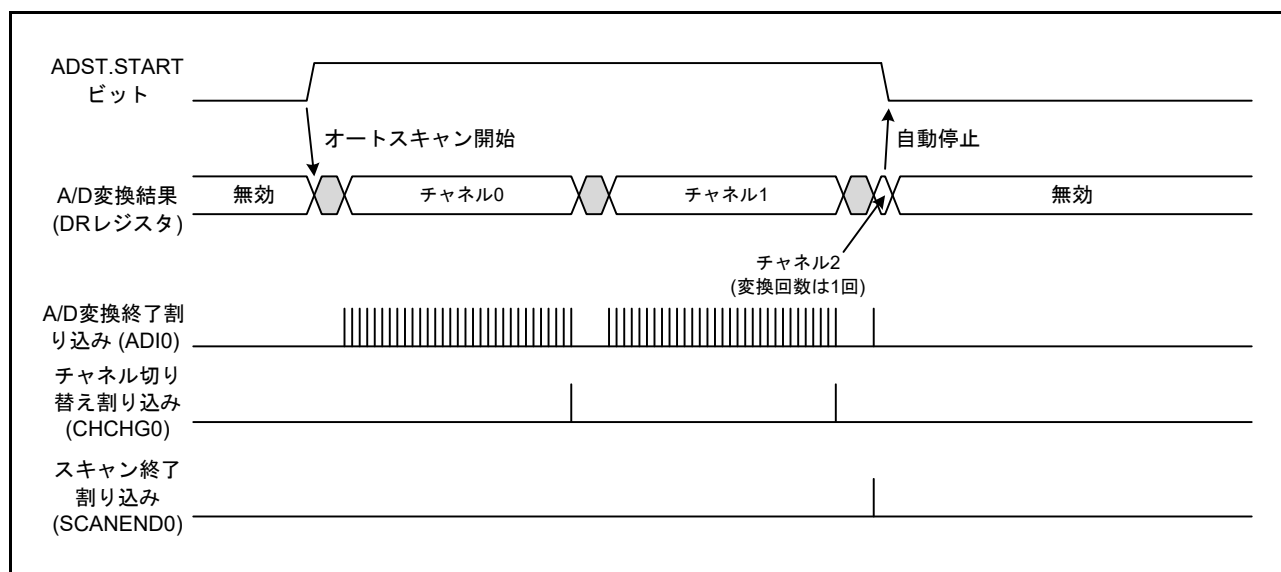 ADST.START
ビット
オートスキャン開始
自動停止
A/D変換結果
(DRレジスタ)
無効
チャネル0
チャネル1
無効
チャネル2
(変換回数は1回)
A/D変換終了割
り込み (ADI0)
チャネル切り
替え割り込み
(CHCHG0)
スキャン終了
割り込み
(SCANEND0)